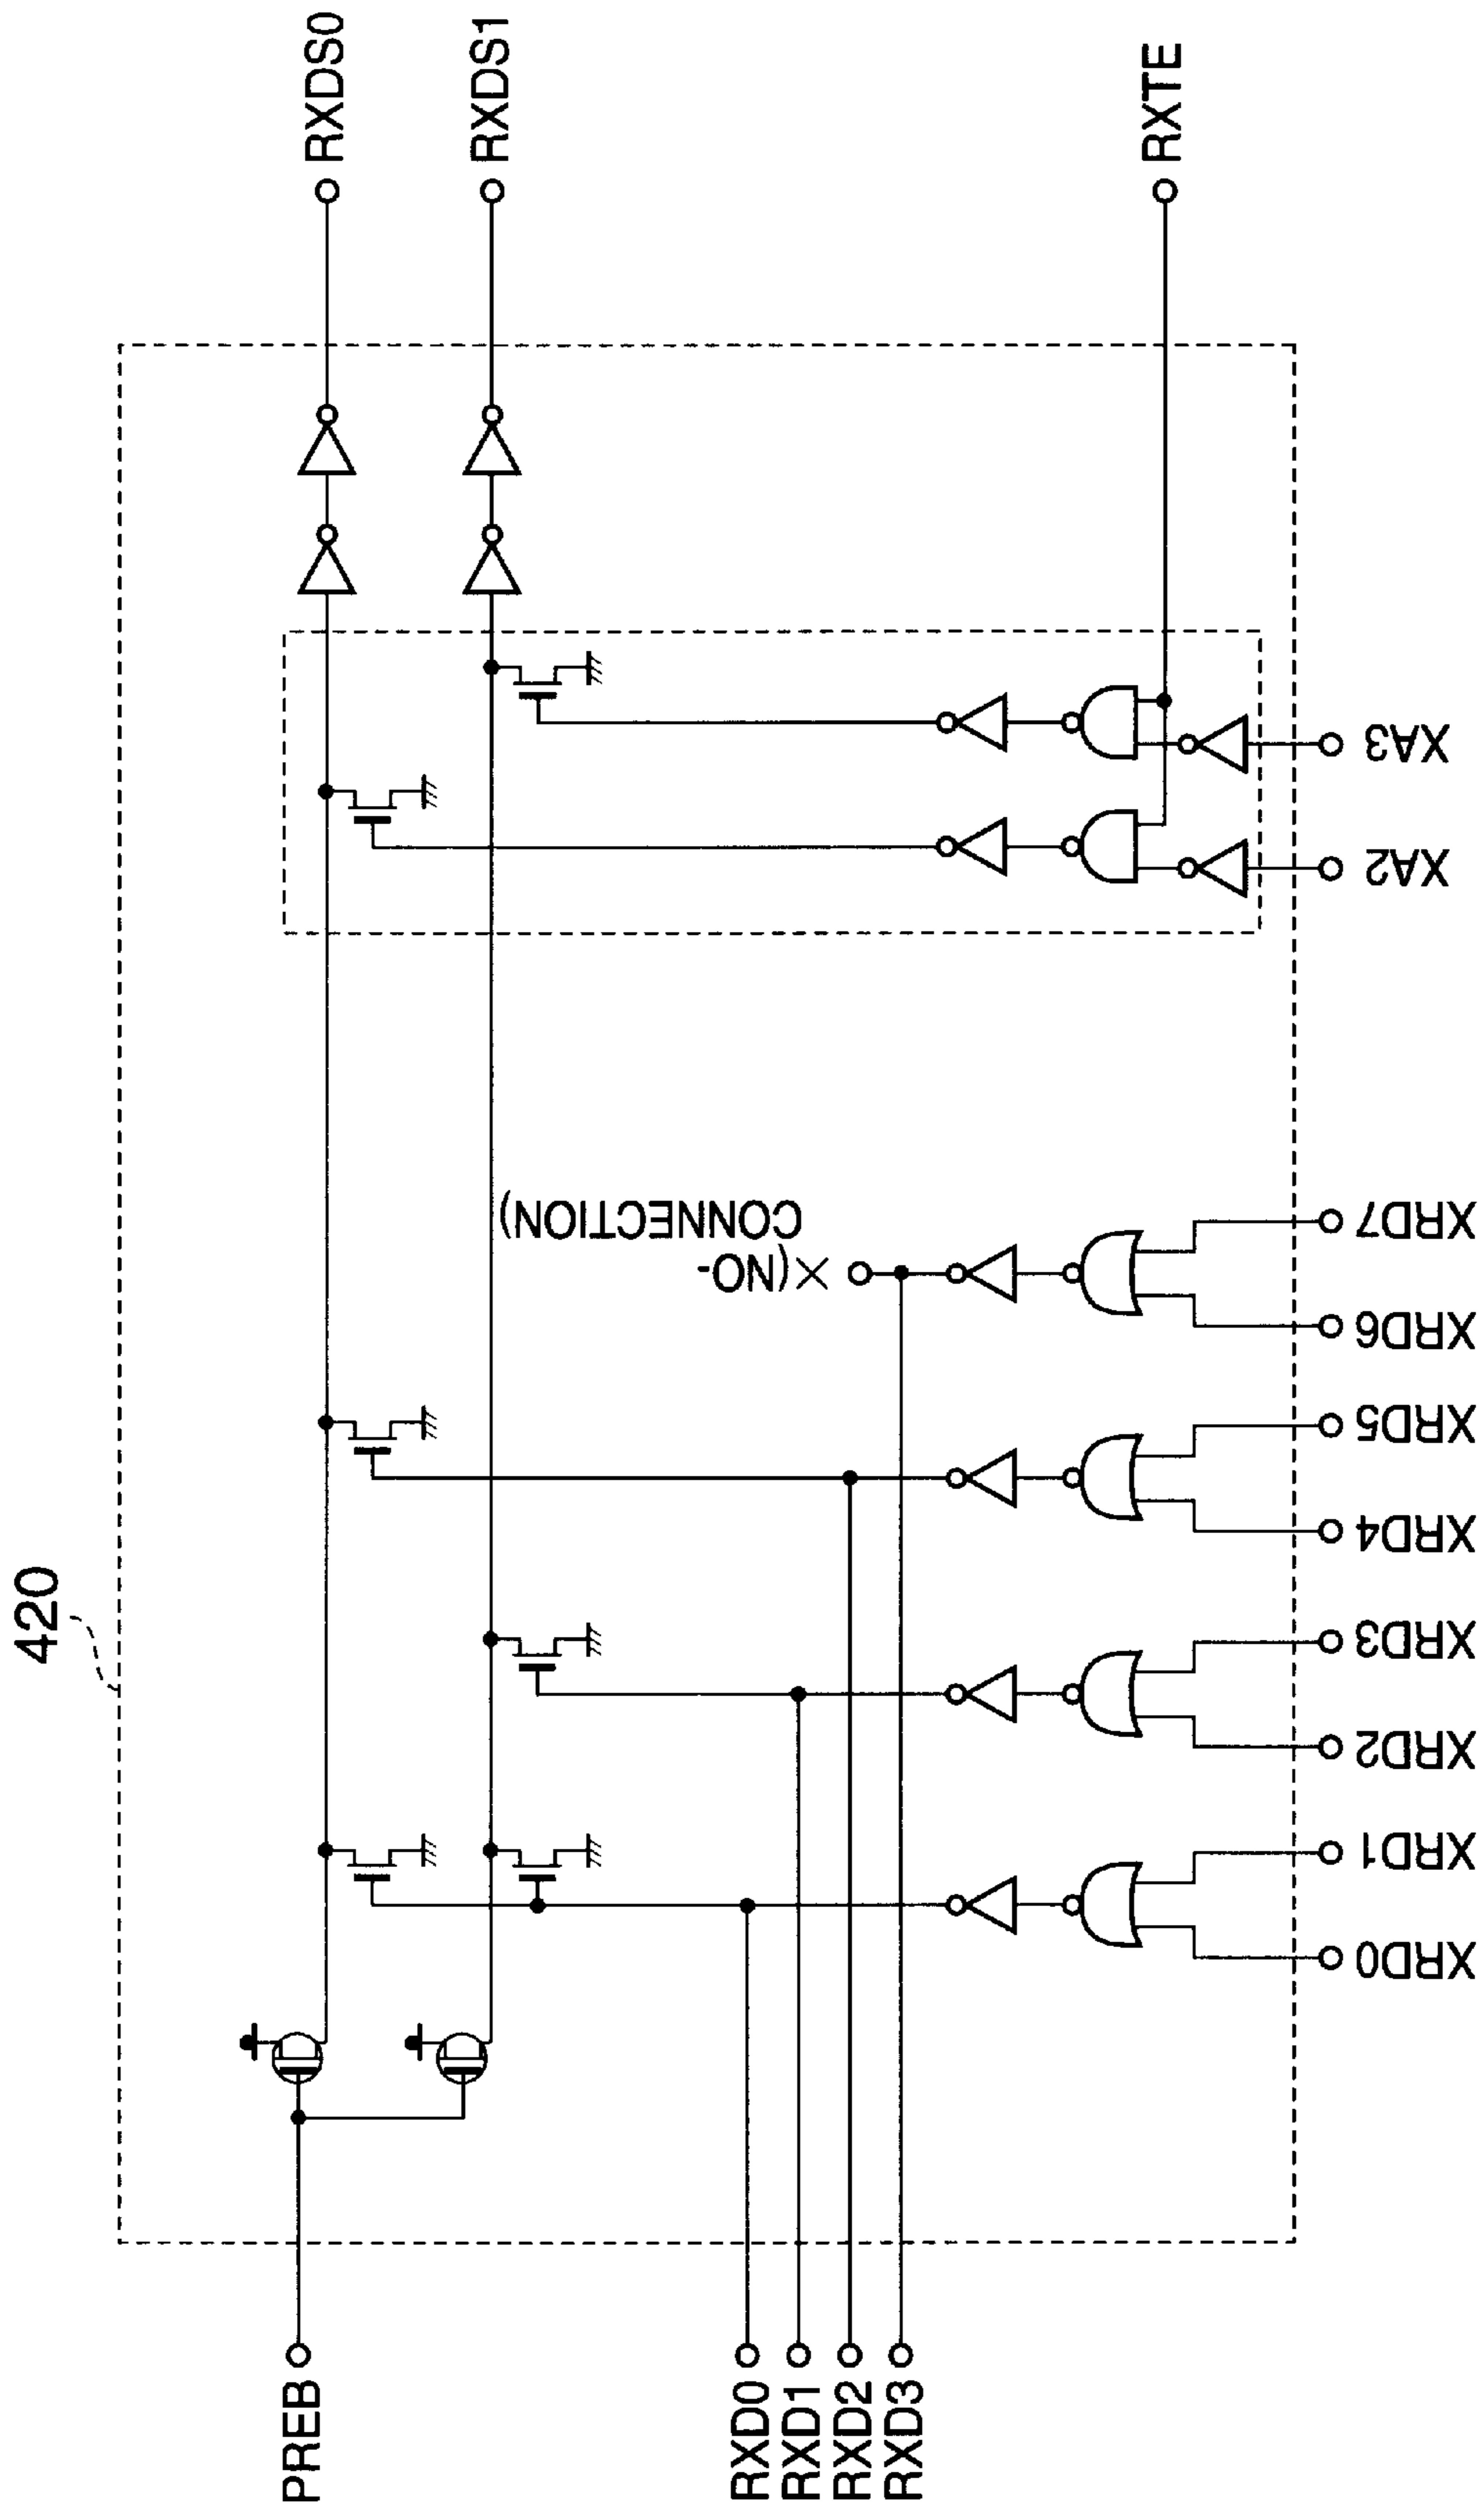 420
PREB
RXD0
RXD1
RXD2
RXD3
RXDS0
RXDS1
RXTE
X(NO-
CONNECTION)
XRD0
XRD1
XRD2
XRD3
XRD4
XRD5
XRD6
XRD7
XA2
XA3